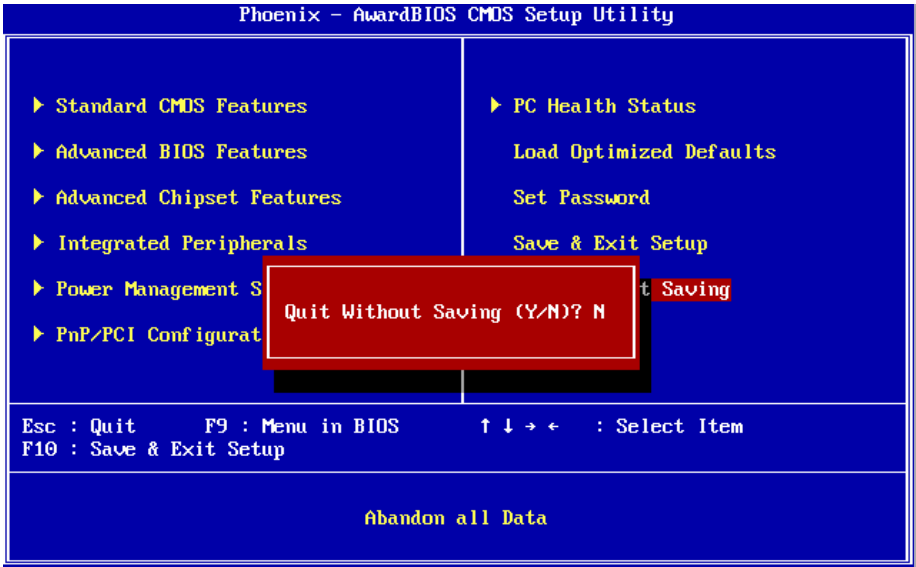 Phoenix - AwardBIOS CMOS Setup Utility
Standard CMOS Features
Advanced BIOS Features
Advanced Chipset Features
Integrated Peripherals
Power Management S
PnP/PCI Configurat
PC Health Status
Load Optimized Defaults
Set Password
Save & Exit Setup
t Saving
Quit Without Saving (Y/N)? N
Esc : Quit F9 : Menu in BIOS ↑ ↓ → ← : Select Item
F10 : Save & Exit Setup
Abandon all Data